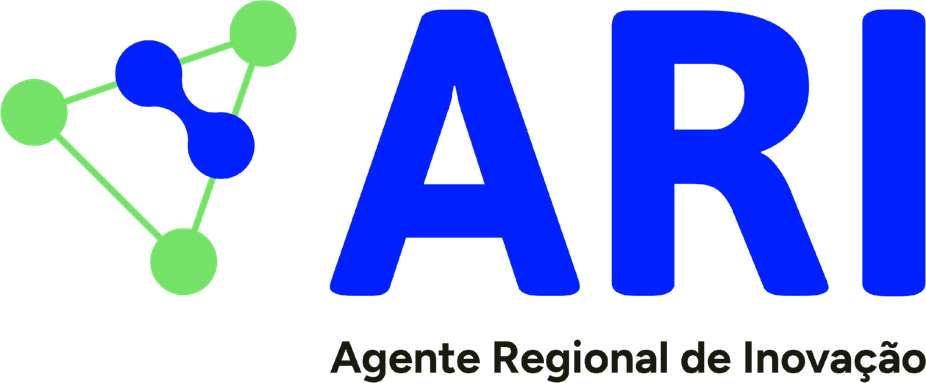 ARI
Agente Regional de Inovação